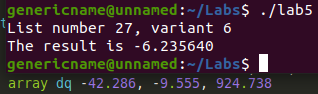 genericname@unnamed:~/Labs$ ./lab5
List number 27, variant 6
The result is -6.235640
genericname@unnamed:~/Labs$
array dq -42.286, -9.555, 924.738